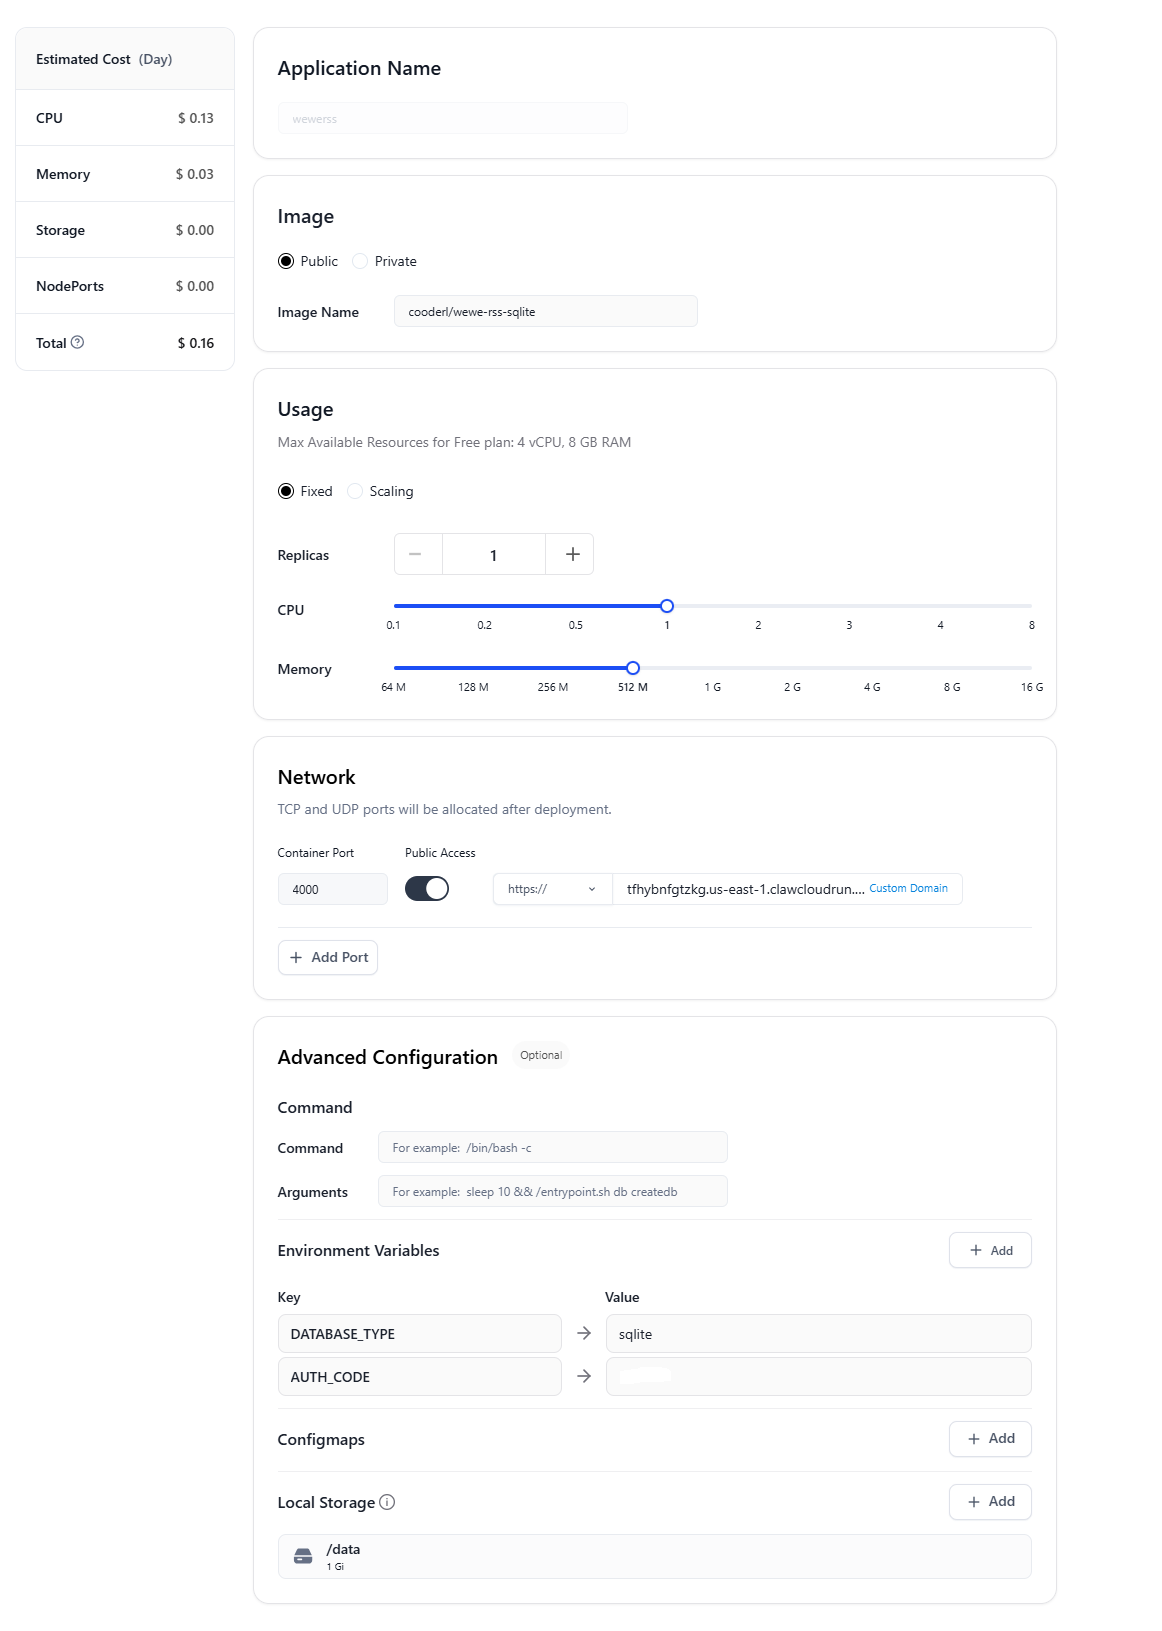 Estimated Cost (Day)
CPU $ 0.13
Memory $ 0.03
Storage $ 0.00
NodePorts $ 0.00
Total $ 0.16
Application Name
wewerss
Image
Public Private
Image Name cooderl/wewe-rss-sqlite
Usage
Max Available Resources for Free plan: 4 vCPU, 8 GB RAM
Fixed Scaling
Replicas 1
CPU
0.1 0.2 0.5 1 2 3 4 8
Memory
64 M 128 M 256 M 512 M 1 G 2 G 4 G 8 G 16 G
Network
TCP and UDP ports will be allocated after deployment.
Container Port Public Access
4000 https:// tfhybnfgtzkg.us-east-1.clawcloudrun.... Custom Domain
Add Port
Advanced Configuration Optional
Command
Command For example: /bin/bash -c
Arguments For example: sleep 10 && /entrypoint.sh db createdb
Environment Variables Add
Key Value
DATABASE_TYPE sqlite
AUTH_CODE
Configmaps Add
Local Storage Add
/data
1 Gi